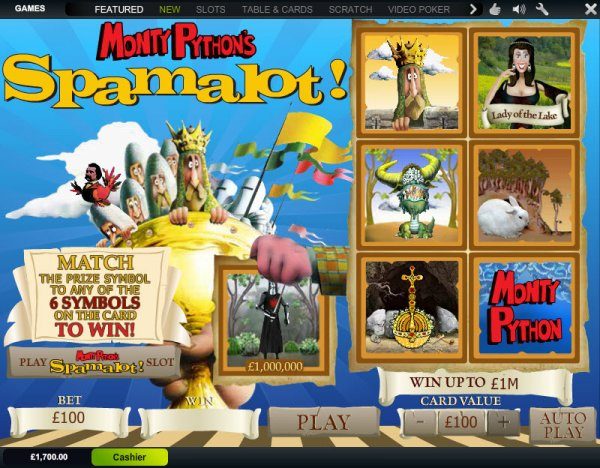 GAMES FEATURED NEW SLOTS TABLE & CARDS SCRATCH VIDEO POKER
MONTY PYTHON'S
Spamalot!
Lady of the Lake
MATCH
THE PRIZE SYMBOL
TO ANY OF THE
6 SYMBOLS
ON THE CARD
TO WIN!
MONTY PYTHON
£1,000,000
PLAY MONTY PYTHON'S Spamalot! SLOT
WIN UP TO £1M
BET
WIN
CARD VALUE
£100
PLAY
- £100 +
AUTO
PLAY
£1,700.00 Cashier